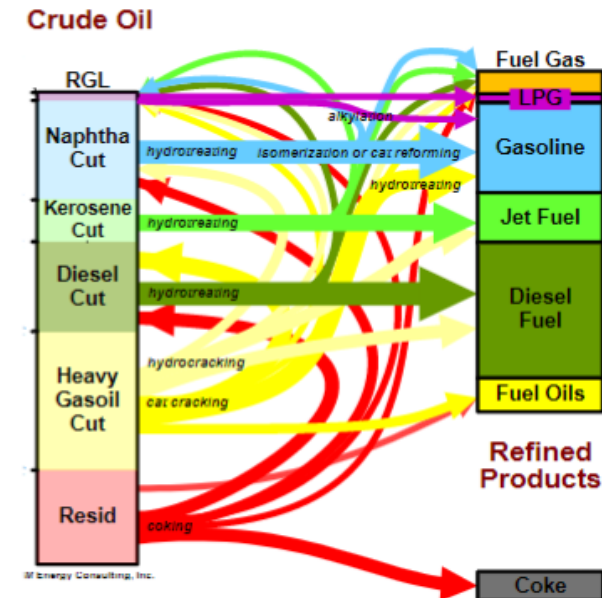 Crude Oil
RGL
Naphtha
Cut
Kerosene
Cut
Diesel
Cut
Heavy
Gasoil
Cut
Resid
M Energy Consulting, Inc.
alkylation
hydrotreating
isomerization or cat reforming
hydrotreating
hydrotreating
hydrotreating
hydrocracking
cat cracking
coking
Fuel Gas
LPG
Gasoline
Jet Fuel
Diesel
Fuel
Fuel Oils
Refined
Products
Coke